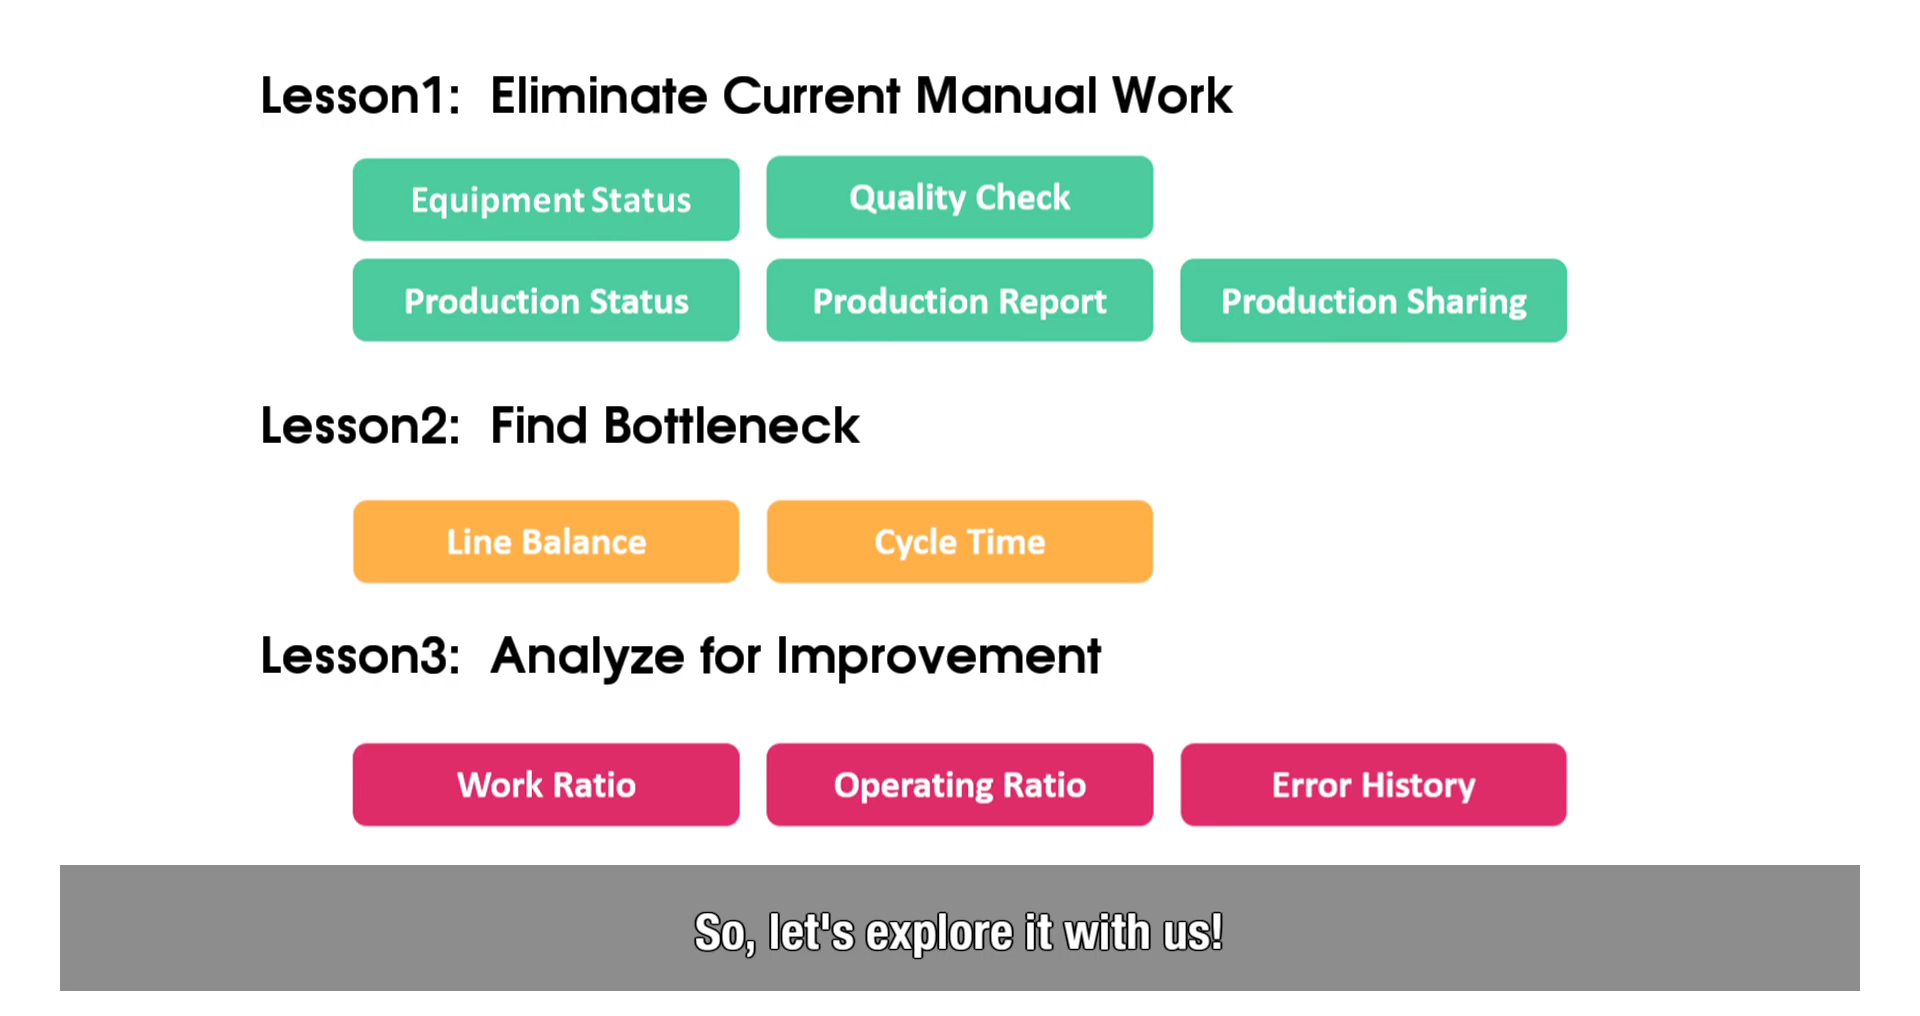 Lesson1: Eliminate Current Manual Work
Equipment Status
Quality Check
Production Status
Production Report
Production Sharing
Lesson2: Find Bottleneck
Line Balance
Cycle Time
Lesson3: Analyze for Improvement
Work Ratio
Operating Ratio
Error History
So, let's explore it with us!